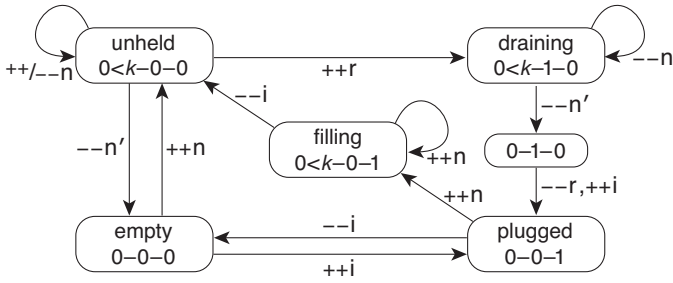 unheld
0<k–0–0
draining
0<k–1–0
++/−−n
++r
−−n
−−i
−−n′
filling
0<k–0–1
−−n′
++n
++n
0–1–0
++n
−−r,++i
empty
0–0–0
−−i
plugged
0–0–1
++i